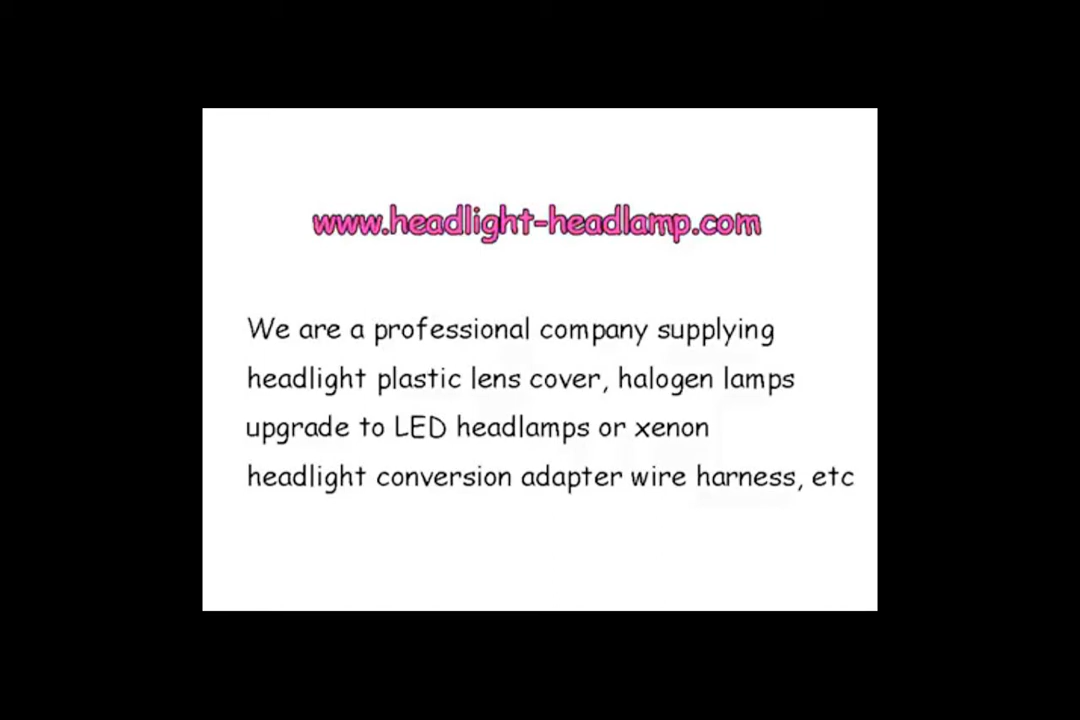 www.headlight-headlamp.com
We are a professional company supplying
headlight plastic lens cover, halogen lamps
upgrade to LED headlamps or xenon
headlight conversion adapter wire harness, etc